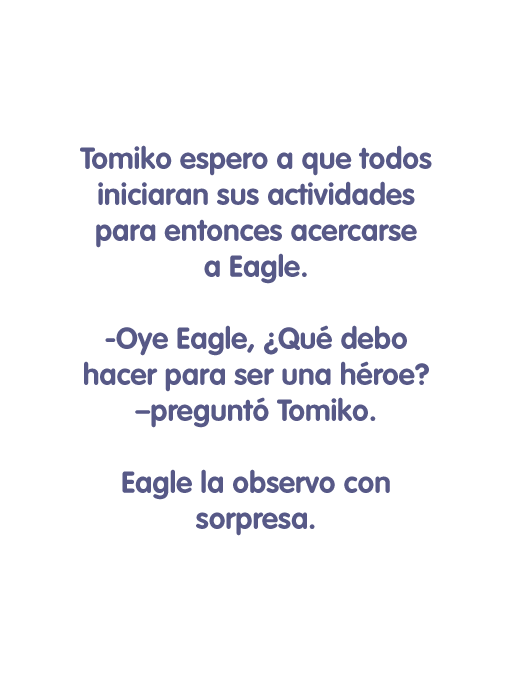 Tomiko espero a que todos
iniciaran sus actividades
para entonces acercarse
a Eagle.
-Oye Eagle, ¿Qué debo
hacer para ser una héroe?
–preguntó Tomiko.
Eagle la observo con
sorpresa.